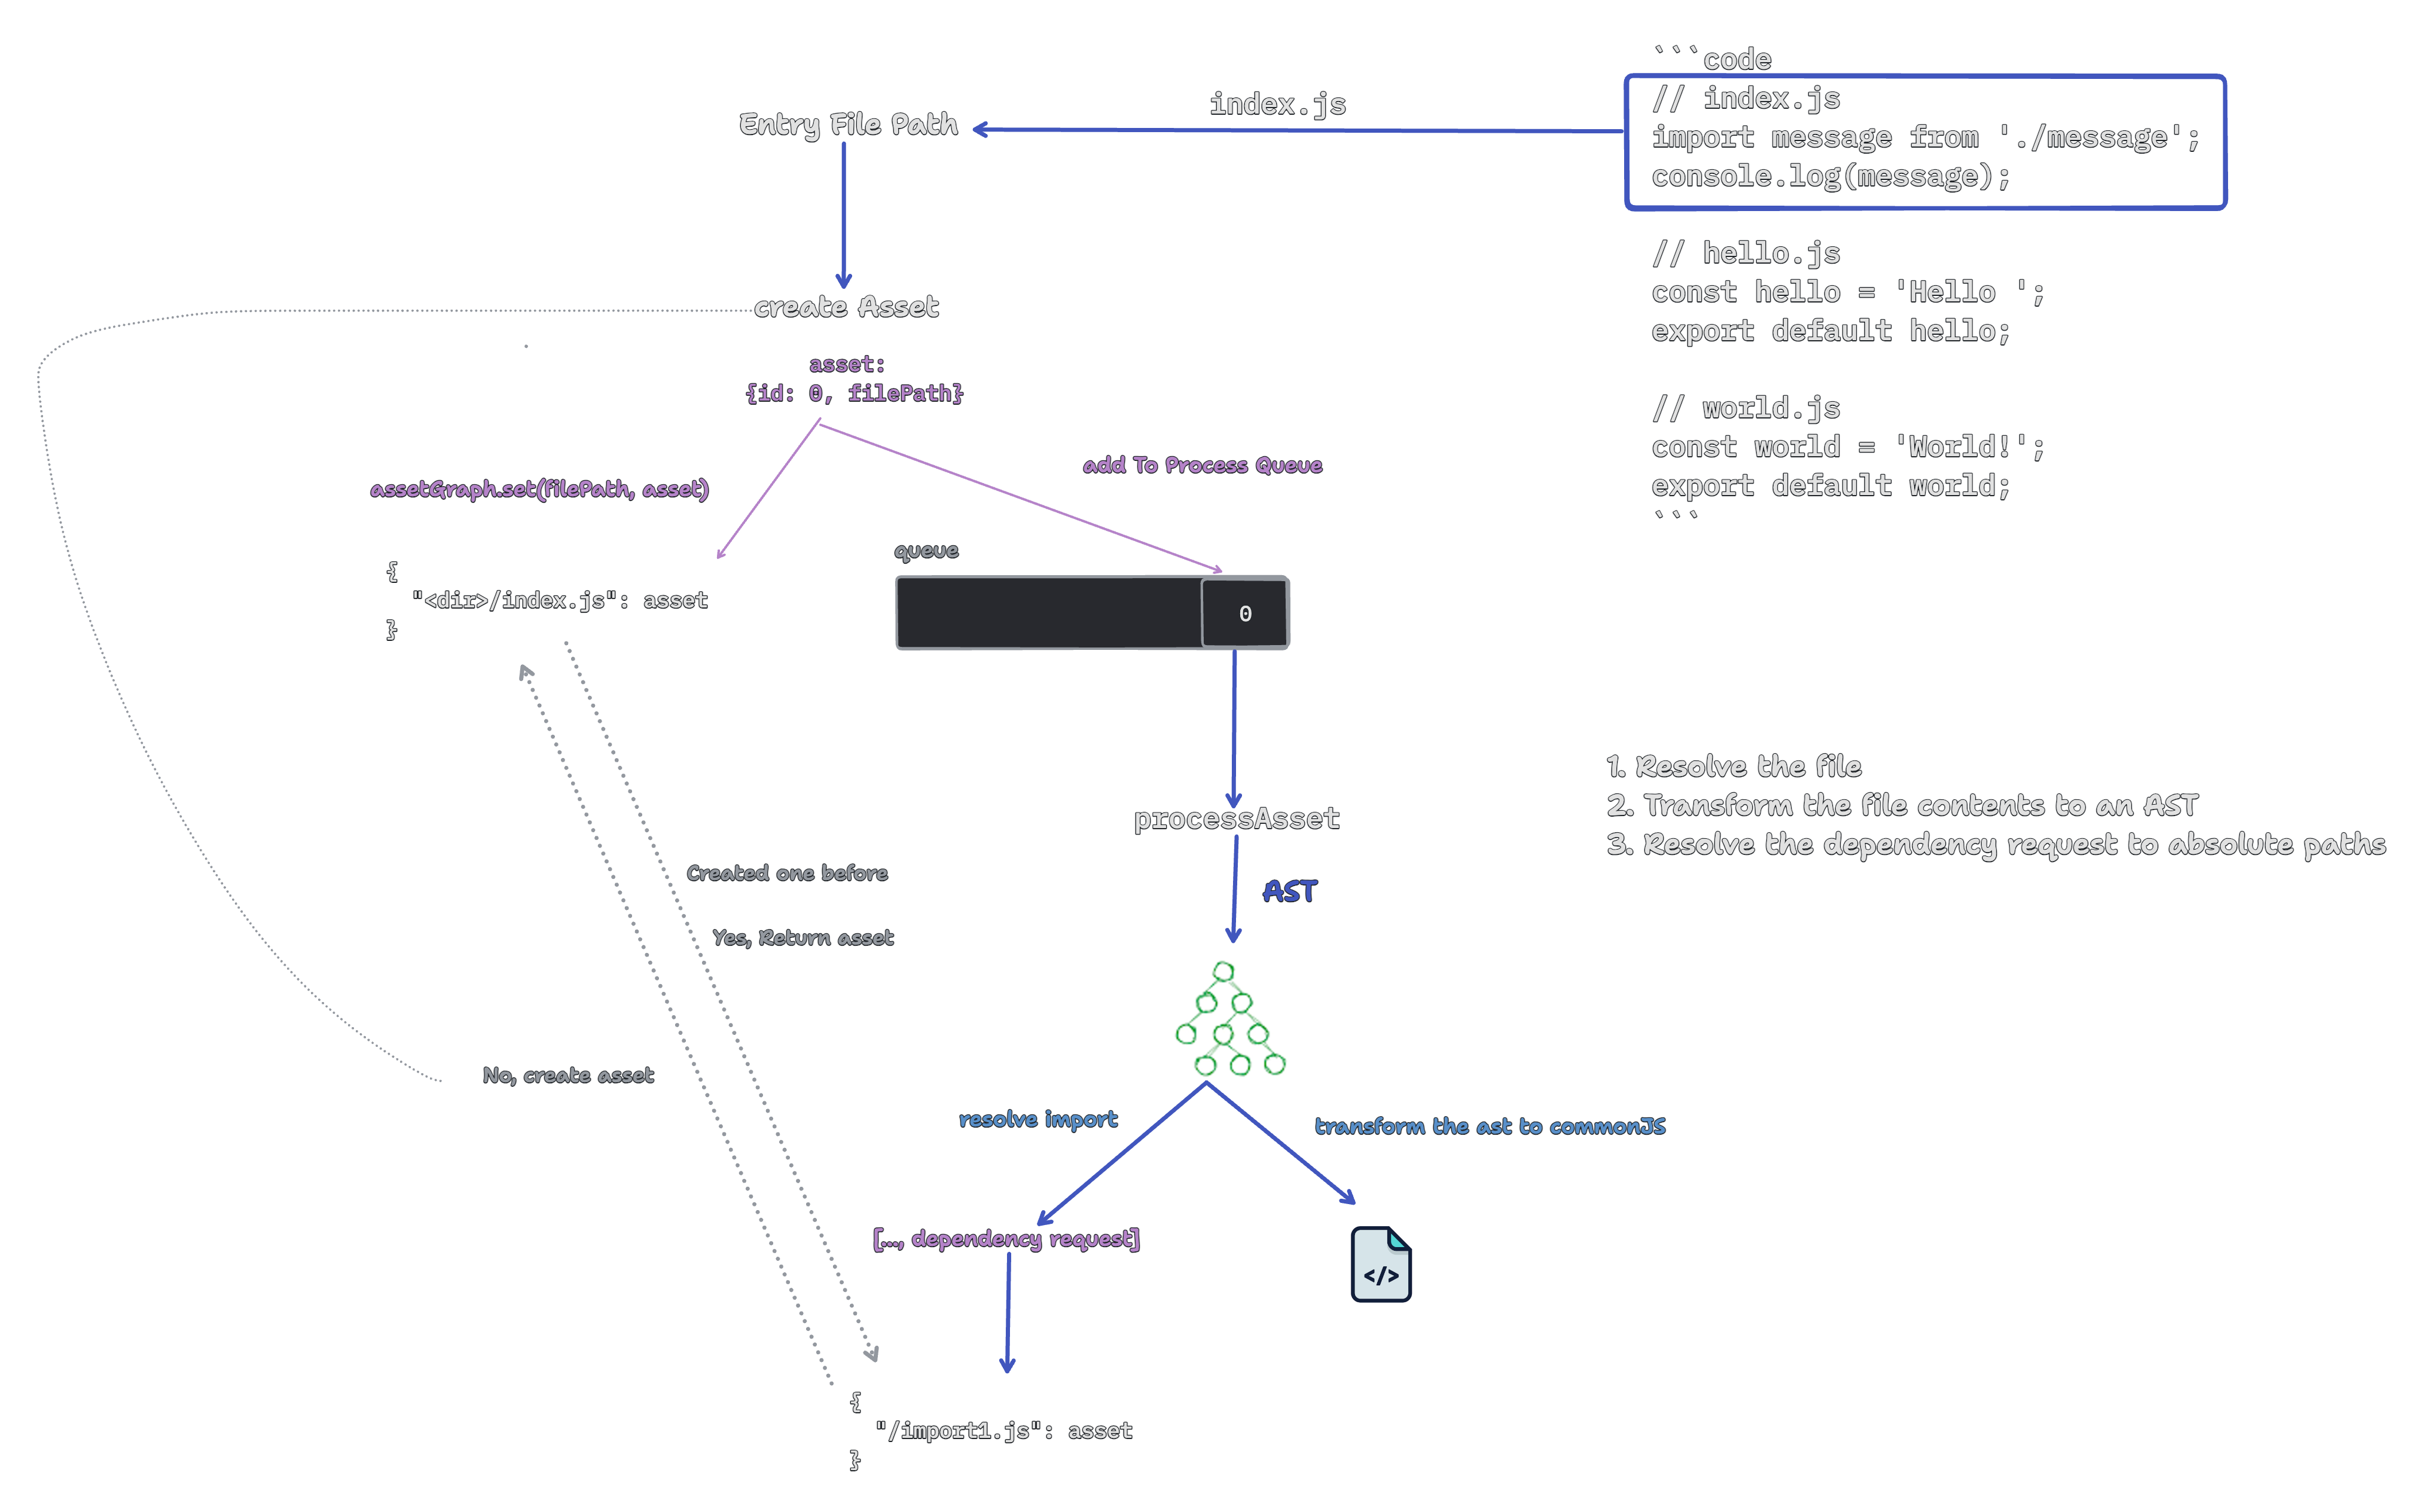 ```code
// index.js
import message from './message';
console.log(message);
// hello.js
const hello = 'Hello ';
export default hello;
// world.js
const world = 'World!';
export default world;
```
index.js
Entry File Path
create Asset
asset:
{id: 0, filePath}
add To Process Queue
assetGraph.set(filePath, asset)
{
"<dir>/index.js": asset
}
queue
0
processAsset
1. Resolve the file
2. Transform the file contents to an AST
3. Resolve the dependency request to absolute paths
AST
Created one before
Yes, Return asset
No, create asset
resolve import
transform the ast to commonJS
[..., dependency request]
</>
{
"/import1.js": asset
}